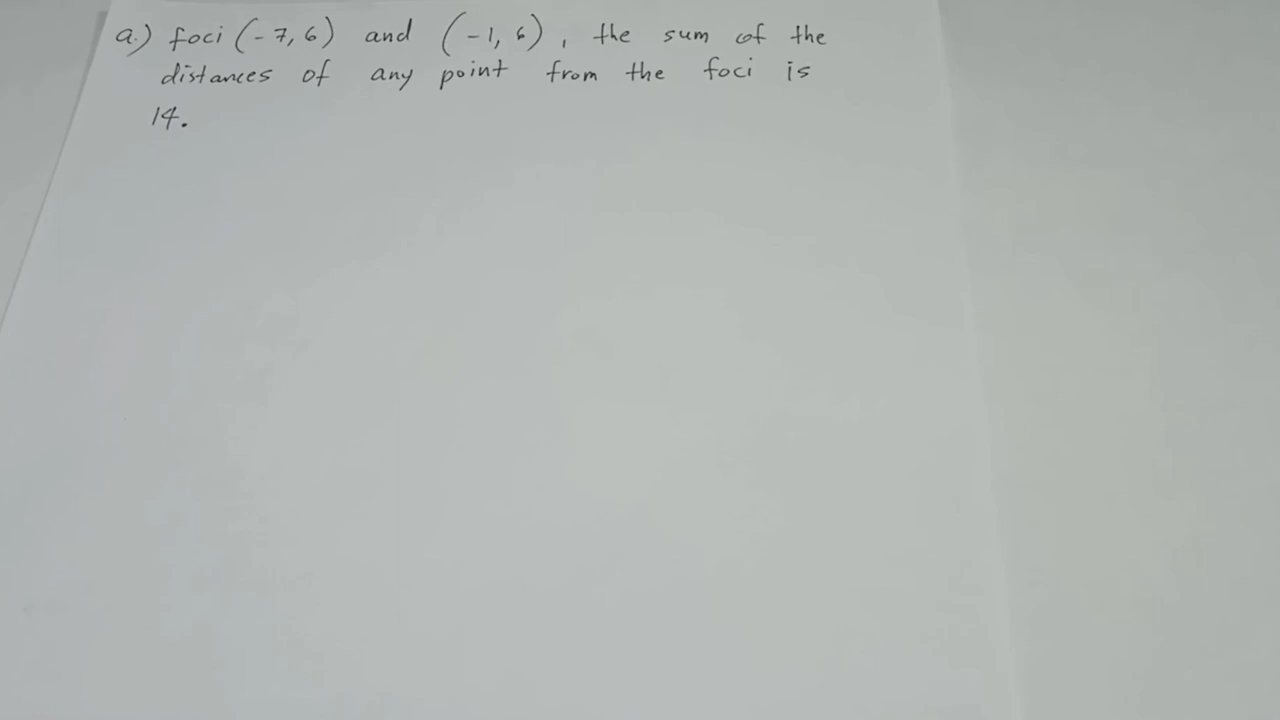 a.) foci (-7, 6) and (-1, 6), the sum of the
distances of any point from the foci is
14.